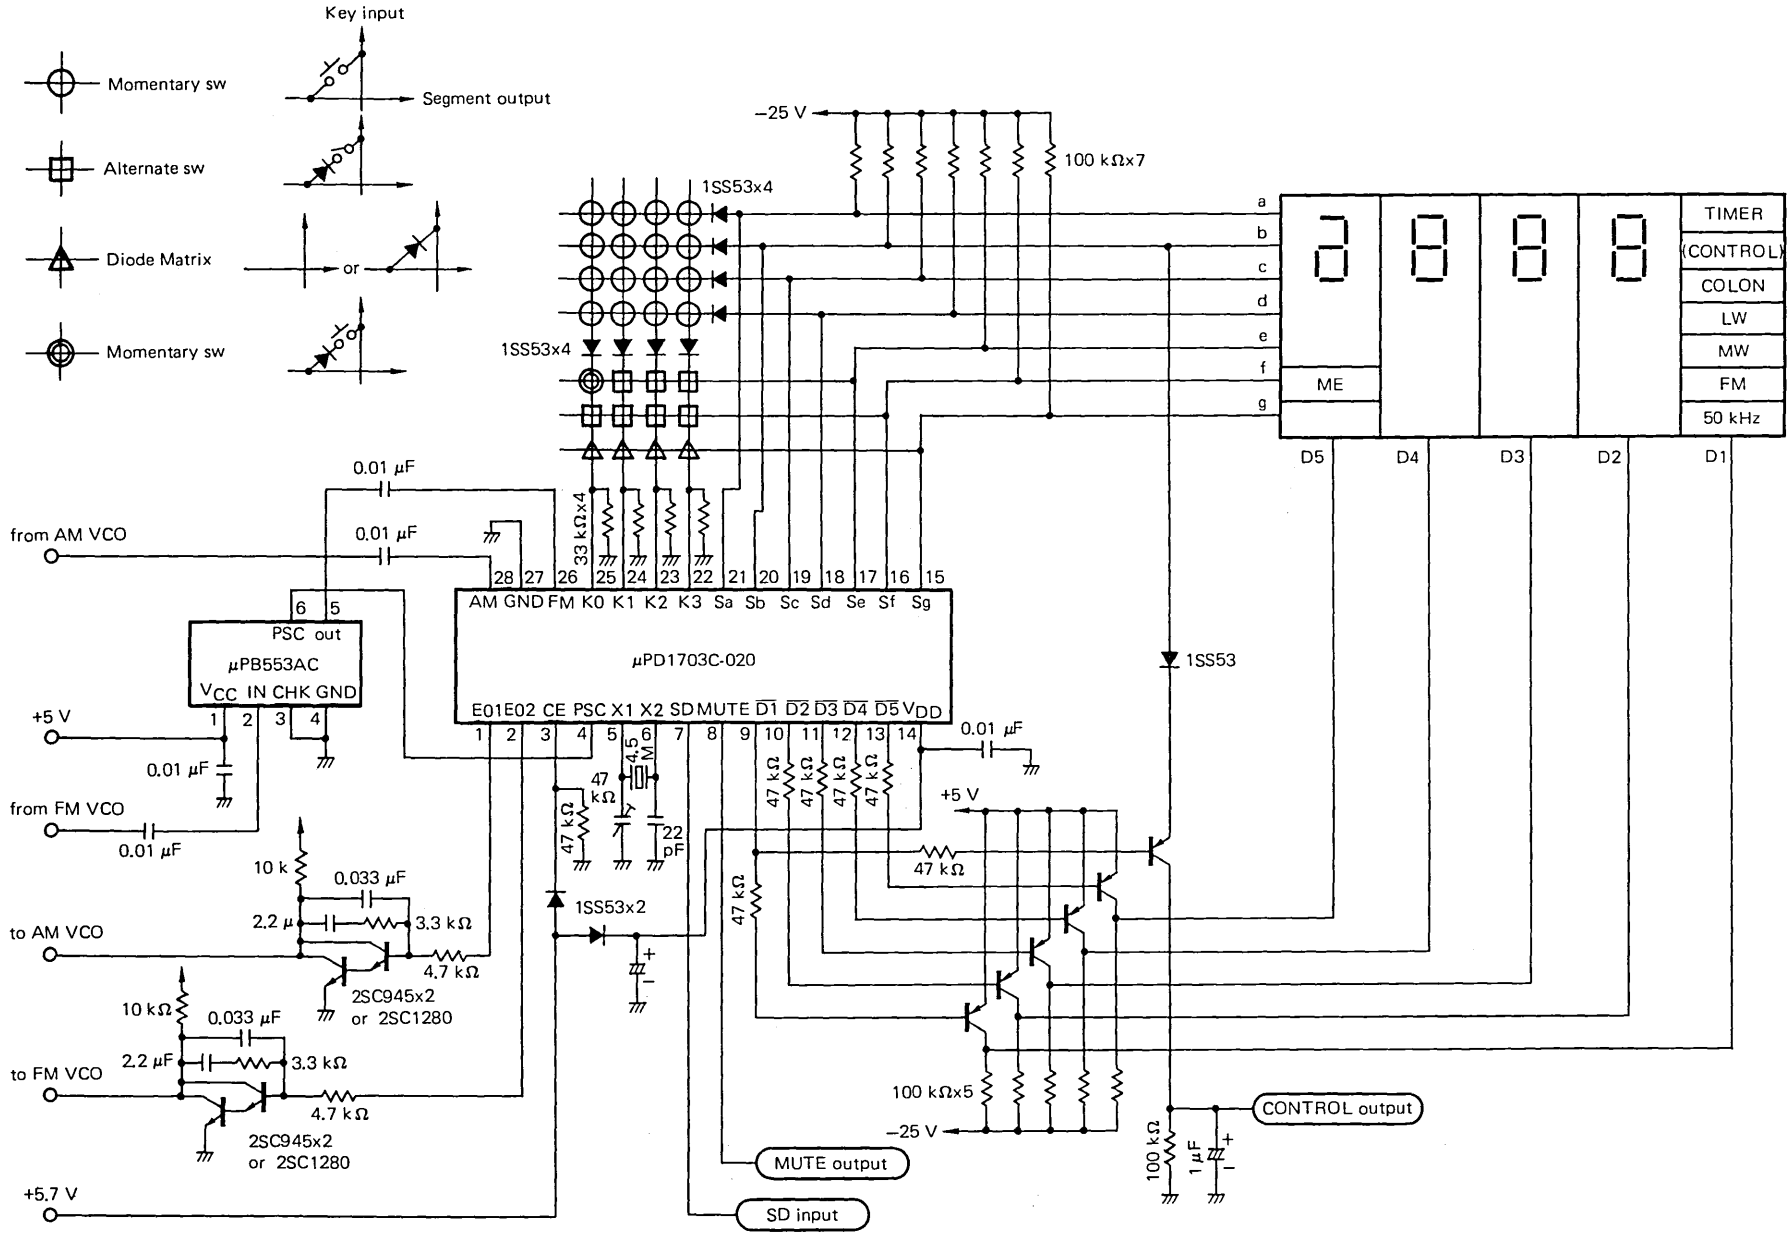 Key input
Momentary sw
Segment output
Alternate sw
Diode Matrix
or
Momentary sw
−25 V
100 kΩx7
1SS53x4
1SS53x4
a
b
c
d
e
f
g
TIMER
(CONTROL)
COLON
LW
MW
FM
50 kHz
ME
D5 D4 D3 D2 D1
0.01 μF
from AM VCO
0.01 μF
33 kΩx4
28 27 26 25 24 23 22 21 20 19 18 17 16 15
AM GND FM K0 K1 K2 K3 Sa Sb Sc Sd Se Sf Sg
μPD1703C-020
EO1 EO2 CE PSC X1 X2 SD MUTE D1 D2 D3 D4 D5 VDD
1 2 3 4 5 6 7 8 9 10 11 12 13 14
6 5
PSC out
μPB553AC
VCC IN CHK GND
1 2 3 4
+5 V
0.01 μF
from FM VCO
0.01 μF
1SS53
0.01 μF
4.5 M
47 kΩ
47 kΩ
22 pF
47 kΩ 47 kΩ 47 kΩ 47 kΩ
+5 V
47 kΩ
47 kΩ
10 k
0.033 μF
2.2 μ
3.3 kΩ
to AM VCO
4.7 kΩ
2SC945x2
or 2SC1280
1SS53x2
+
−
10 kΩ
0.033 μF
2.2 μF
3.3 kΩ
to FM VCO
4.7 kΩ
2SC945x2
or 2SC1280
100 kΩx5
−25 V
CONTROL output
100 kΩ
1 μF
+
−
MUTE output
+5.7 V
SD input